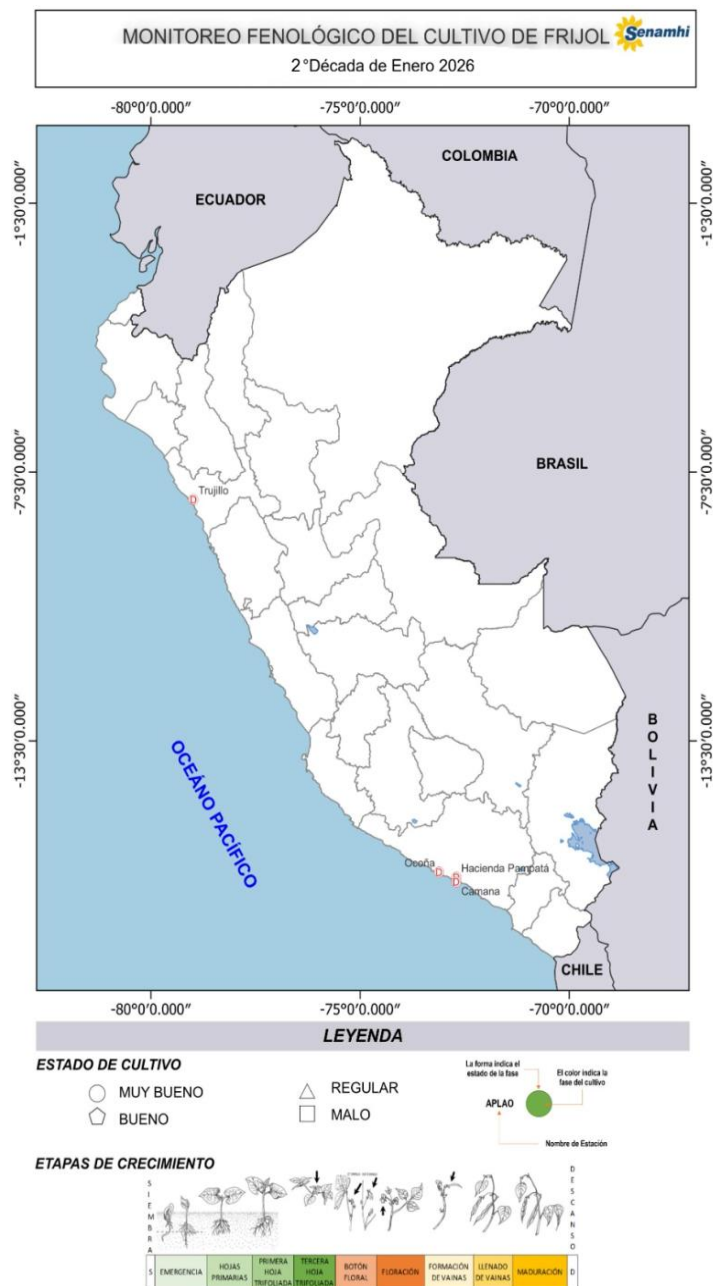 MONITOREO FENOLÓGICO DEL CULTIVO DE FRIJOL
Senamhi
2°Década de Enero 2026
-80°0'0.000" -75°0'0.000" -70°0'0.000"
COLOMBIA
ECUADOR
-1°30'0.000" -1°30'0.000"
-7°30'0.000" -7°30'0.000"
BRASIL
D Trujillo
-13°30'0.000" -13°30'0.000"
BOLIVIA
OCEÁNO PACÍFICO
Ocoña D
D Hacienda Pampatá
D Camana
CHILE
-80°0'0.000" -75°0'0.000" -70°0'0.000"
LEYENDA
ESTADO DE CULTIVO
MUY BUENO
BUENO
REGULAR
MALO
La forma indica el
estado de la fase
El color indica la
fase del cultivo
APLAO
Nombre de Estación
ETAPAS DE CRECIMIENTO
SIEMBRA
DESCANSO
S
EMERGENCIA
HOJAS
PRIMARIAS
PRIMERA
HOJA
TRIFOLIADA
TERCERA
HOJA
TRIFOLIADA
BOTÓN
FLORAL
FLORACIÓN
FORMACIÓN
DE VAINAS
LLENADO
DE VAINAS
MADURACIÓN
D